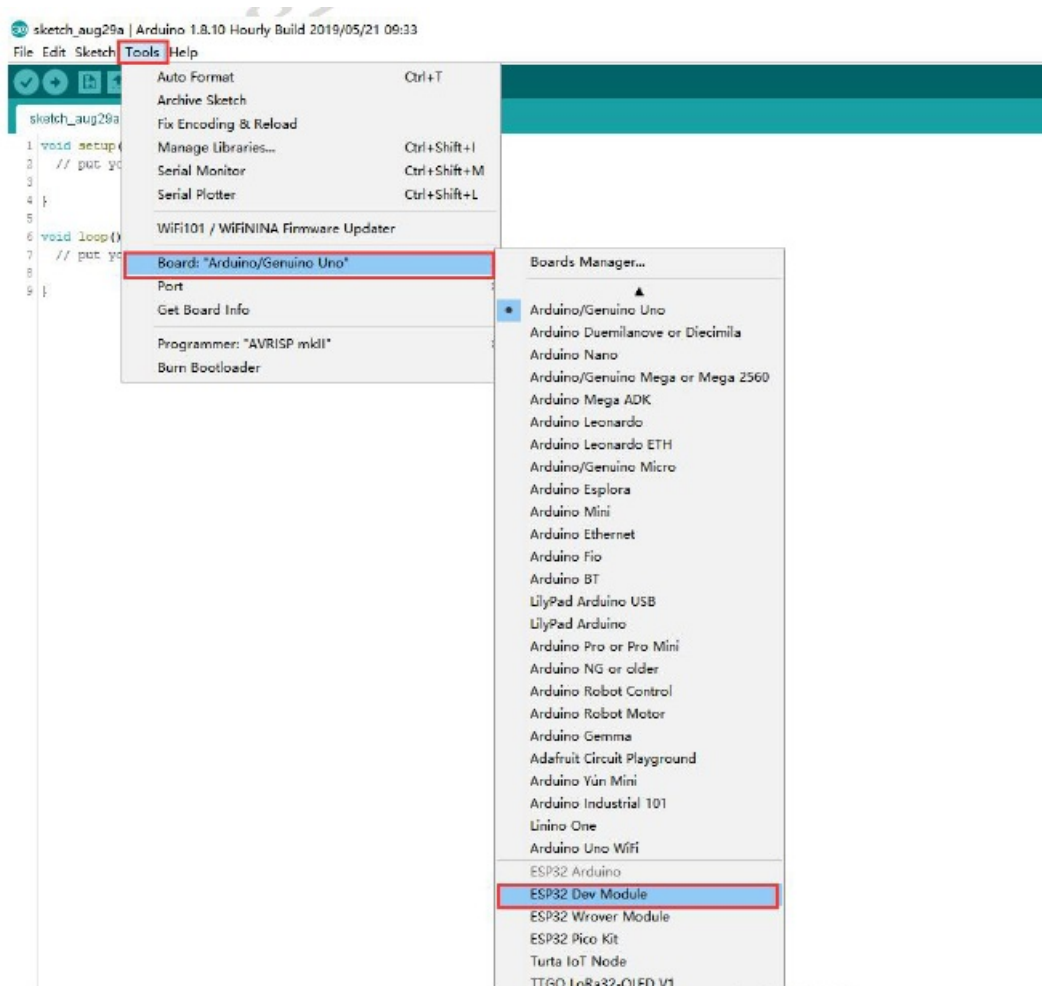 sketch_aug29a | Arduino 1.8.10 Hourly Build 2019/05/21 09:33
File Edit Sketch Tools Help
sketch_aug29a
1 void setup(
2 // put yo
3
4 }
5
6 void loop()
7 // put yo
8
9 }
Auto Format Ctrl+T
Archive Sketch
Fix Encoding & Reload
Manage Libraries... Ctrl+Shift+I
Serial Monitor Ctrl+Shift+M
Serial Plotter Ctrl+Shift+L
WiFi101 / WiFiNINA Firmware Updater
Board: "Arduino/Genuino Uno"
Port
Get Board Info
Programmer: "AVRISP mkII"
Burn Bootloader
Boards Manager...
Arduino/Genuino Uno
Arduino Duemilanove or Diecimila
Arduino Nano
Arduino/Genuino Mega or Mega 2560
Arduino Mega ADK
Arduino Leonardo
Arduino Leonardo ETH
Arduino/Genuino Micro
Arduino Esplora
Arduino Mini
Arduino Ethernet
Arduino Fio
Arduino BT
LilyPad Arduino USB
LilyPad Arduino
Arduino Pro or Pro Mini
Arduino NG or older
Arduino Robot Control
Arduino Robot Motor
Arduino Gemma
Adafruit Circuit Playground
Arduino Yún Mini
Arduino Industrial 101
Linino One
Arduino Uno WiFi
ESP32 Arduino
ESP32 Dev Module
ESP32 Wrover Module
ESP32 Pico Kit
Turta IoT Node
TTGO LoRa32-OLED V1